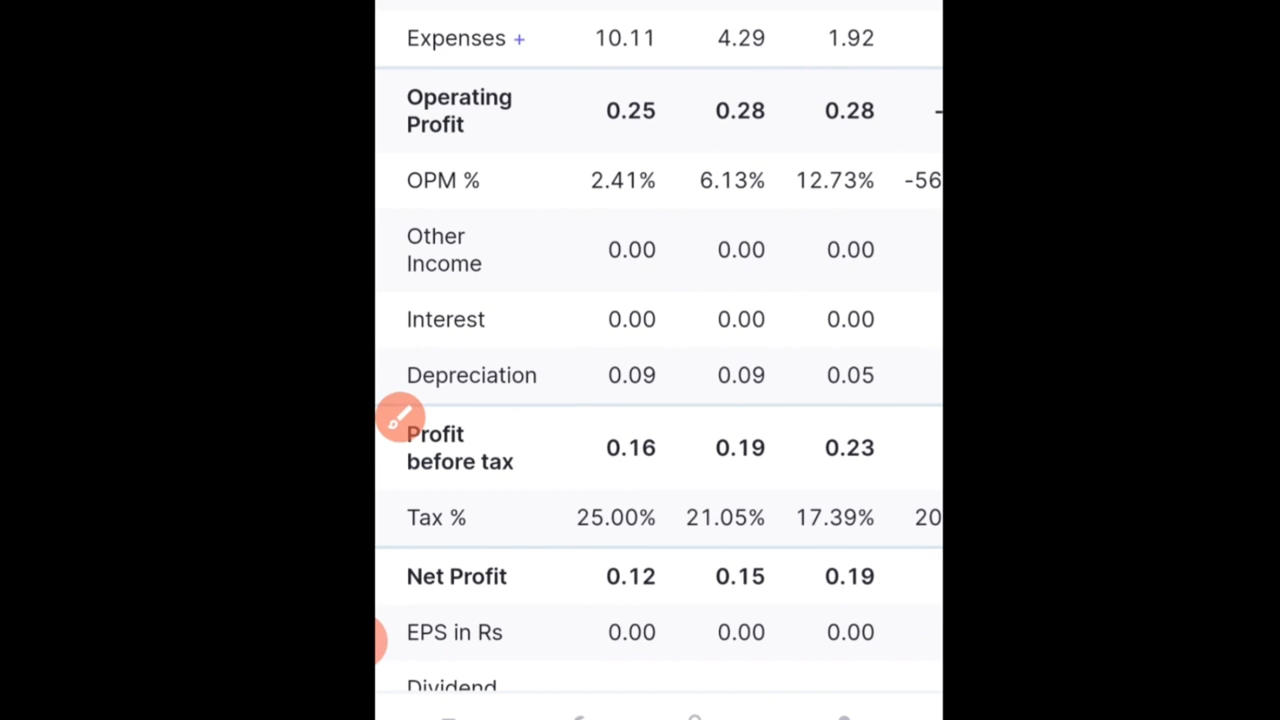 Expenses + 10.11 4.29 1.92
Operating
Profit 0.25 0.28 0.28 -
OPM % 2.41% 6.13% 12.73% -56
Other
Income 0.00 0.00 0.00
Interest 0.00 0.00 0.00
Depreciation 0.09 0.09 0.05
Profit
before tax 0.16 0.19 0.23
Tax % 25.00% 21.05% 17.39% 20
Net Profit 0.12 0.15 0.19
EPS in Rs 0.00 0.00 0.00
Dividend